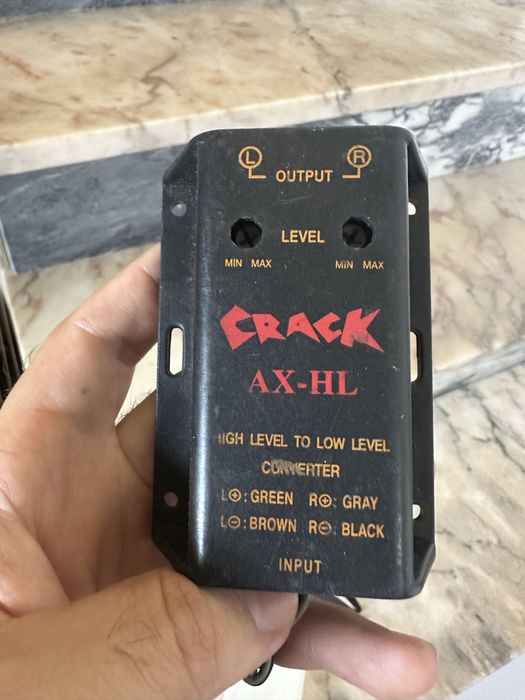 L OUTPUT R
LEVEL
MIN MAX MIN MAX
CRACK
AX-HL
HIGH LEVEL TO LOW LEVEL
CONVERTER
L⊕: GREEN R⊕: GRAY
L⊖: BROWN R⊖: BLACK
INPUT